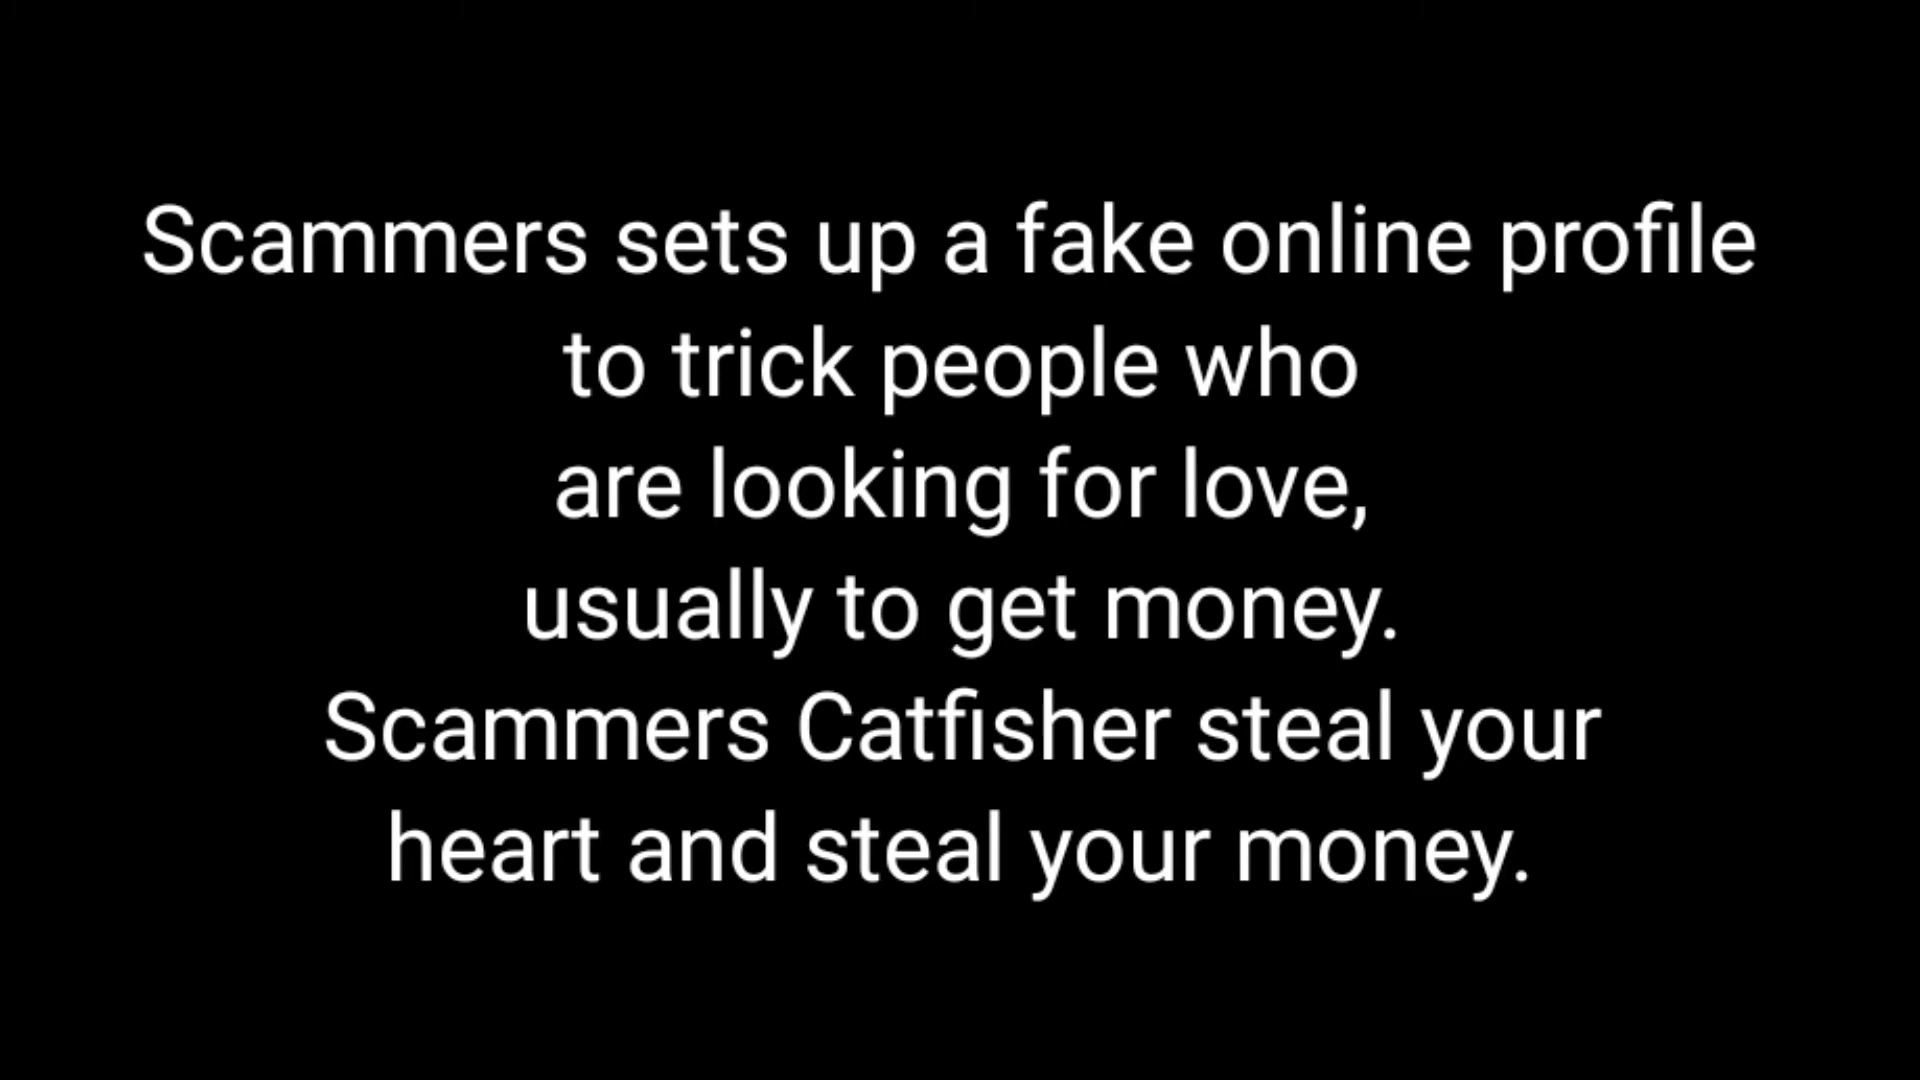 Scammers sets up a fake online profile
to trick people who
are looking for love,
usually to get money.
Scammers Catfisher steal your
heart and steal your money.